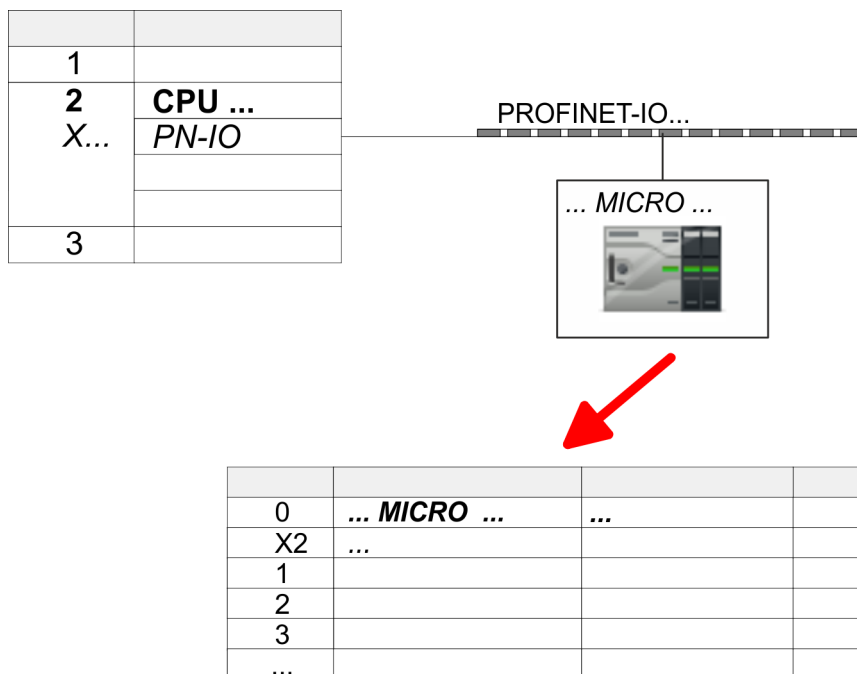 1
2 CPU ...
X... PN-IO
3
PROFINET-IO...
... MICRO ...
0 ... MICRO ... ...
X2 ...
1
2
3
...